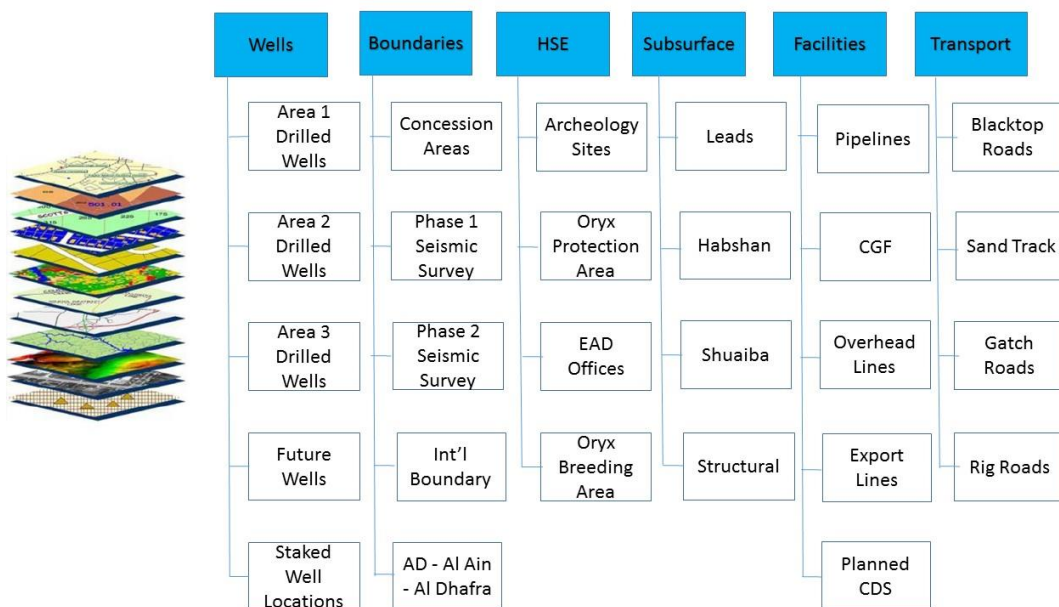 Wells
Boundaries
HSE
Subsurface
Facilities
Transport
Area 1
Drilled
Wells
Area 2
Drilled
Wells
Area 3
Drilled
Wells
Future
Wells
Staked
Well
Locations
Concession
Areas
Phase 1
Seismic
Survey
Phase 2
Seismic
Survey
Int'l
Boundary
AD - Al Ain
- Al Dhafra
Archeology
Sites
Oryx
Protection
Area
EAD
Offices
Oryx
Breeding
Area
Leads
Habshan
Shuaiba
Structural
Pipelines
CGF
Overhead
Lines
Export
Lines
Planned
CDS
Blacktop
Roads
Sand Track
Gatch
Roads
Rig Roads
501.01